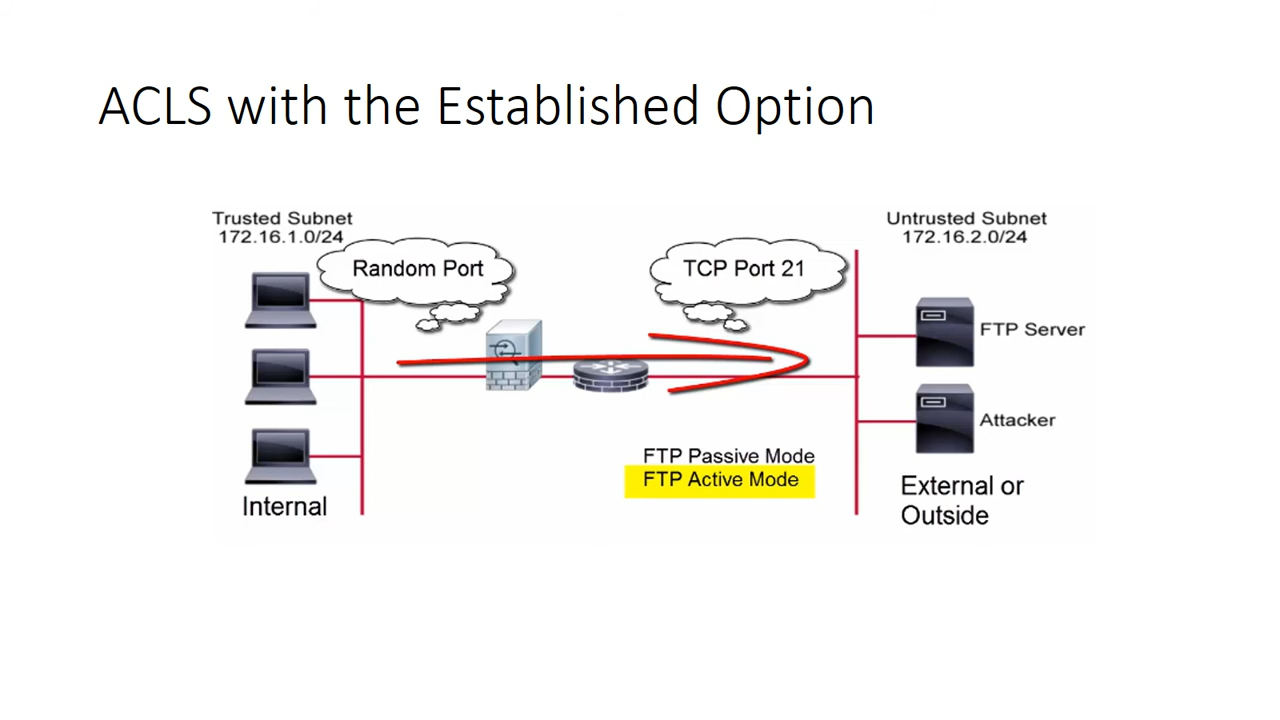 ACLS with the Established Option
Trusted Subnet
172.16.1.0/24
Random Port
TCP Port 21
Untrusted Subnet
172.16.2.0/24
FTP Server
Attacker
FTP Passive Mode
FTP Active Mode
Internal
External or
Outside